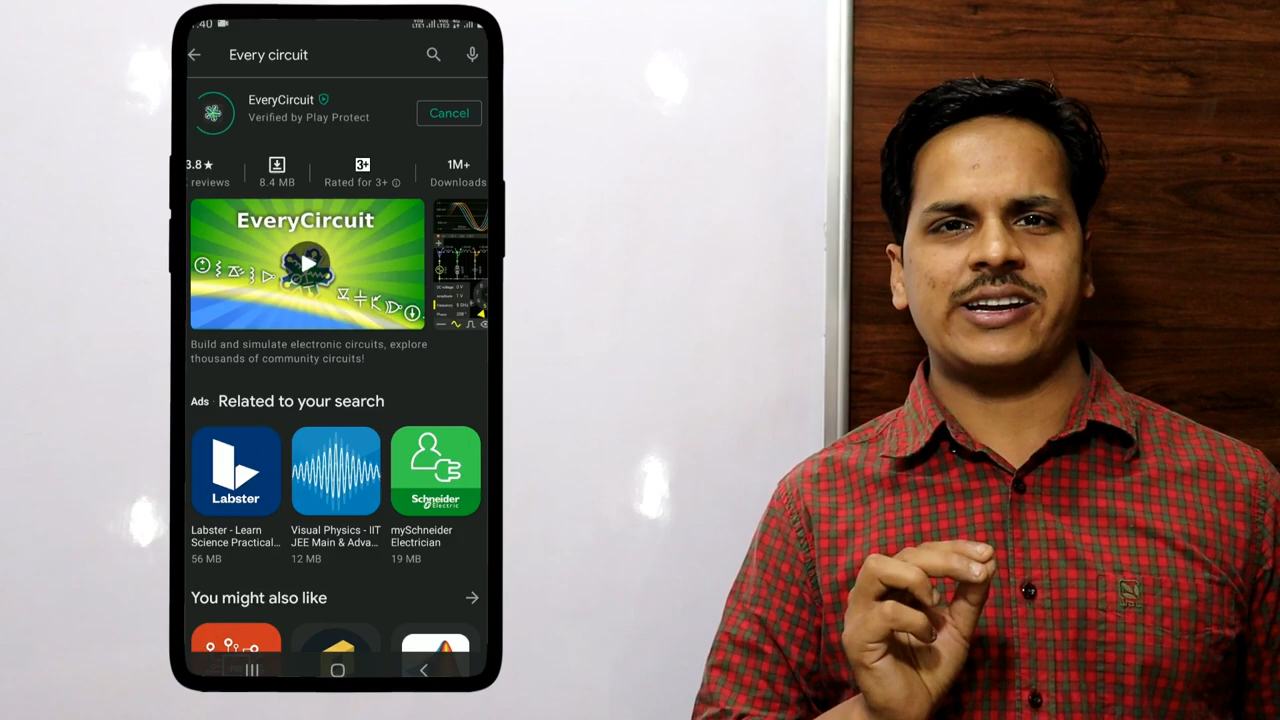 :40
Every circuit
EveryCircuit
Verified by Play Protect
Cancel
3.8★
reviews
8.4 MB
3+
Rated for 3+
1M+
Downloads
EveryCircuit
Build and simulate electronic circuits, explore
thousands of community circuits!
Ads · Related to your search
Labster
Schneider
Electric
Labster - Learn
Science Practical…
56 MB
Visual Physics - IIT
JEE Main & Adva…
12 MB
mySchneider
Electrician
19 MB
You might also like